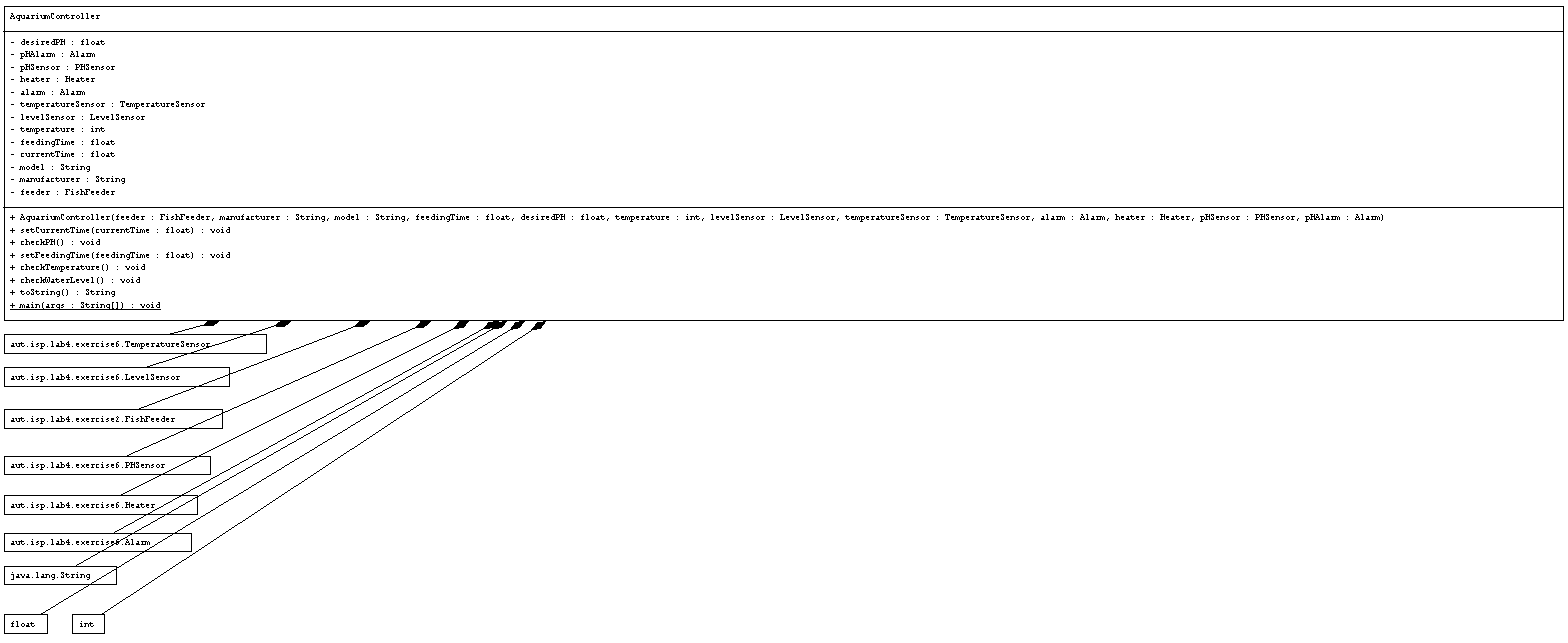 AquariumController
- desiredPH : float
- pHAlarm : Alarm
- pHSensor : PHSensor
- heater : Heater
- alarm : Alarm
- temperatureSensor : TemperatureSensor
- levelSensor : LevelSensor
- temperature : int
- feedingTime : float
- currentTime : float
- model : String
- manufacturer : String
- feeder : FishFeeder
+ AquariumController(feeder : FishFeeder, manufacturer : String, model : String, feedingTime : float, desiredPH : float, temperature : int, levelSensor : LevelSensor, temperatureSensor : TemperatureSensor, alarm : Alarm, heater : Heater, pHSensor : PHSensor, pHAlarm : Alarm)
+ setCurrentTime(currentTime : float) : void
+ checkPH() : void
+ setFeedingTime(feedingTime : float) : void
+ checkTemperature() : void
+ checkWaterLevel() : void
+ toString() : String
+ main(args : String[]) : void
aut.isp.lab4.exercise6.TemperatureSensor
aut.isp.lab4.exercise6.LevelSensor
aut.isp.lab4.exercise2.FishFeeder
aut.isp.lab4.exercise6.PHSensor
aut.isp.lab4.exercise6.Heater
aut.isp.lab4.exercise6.Alarm
java.lang.String
float int